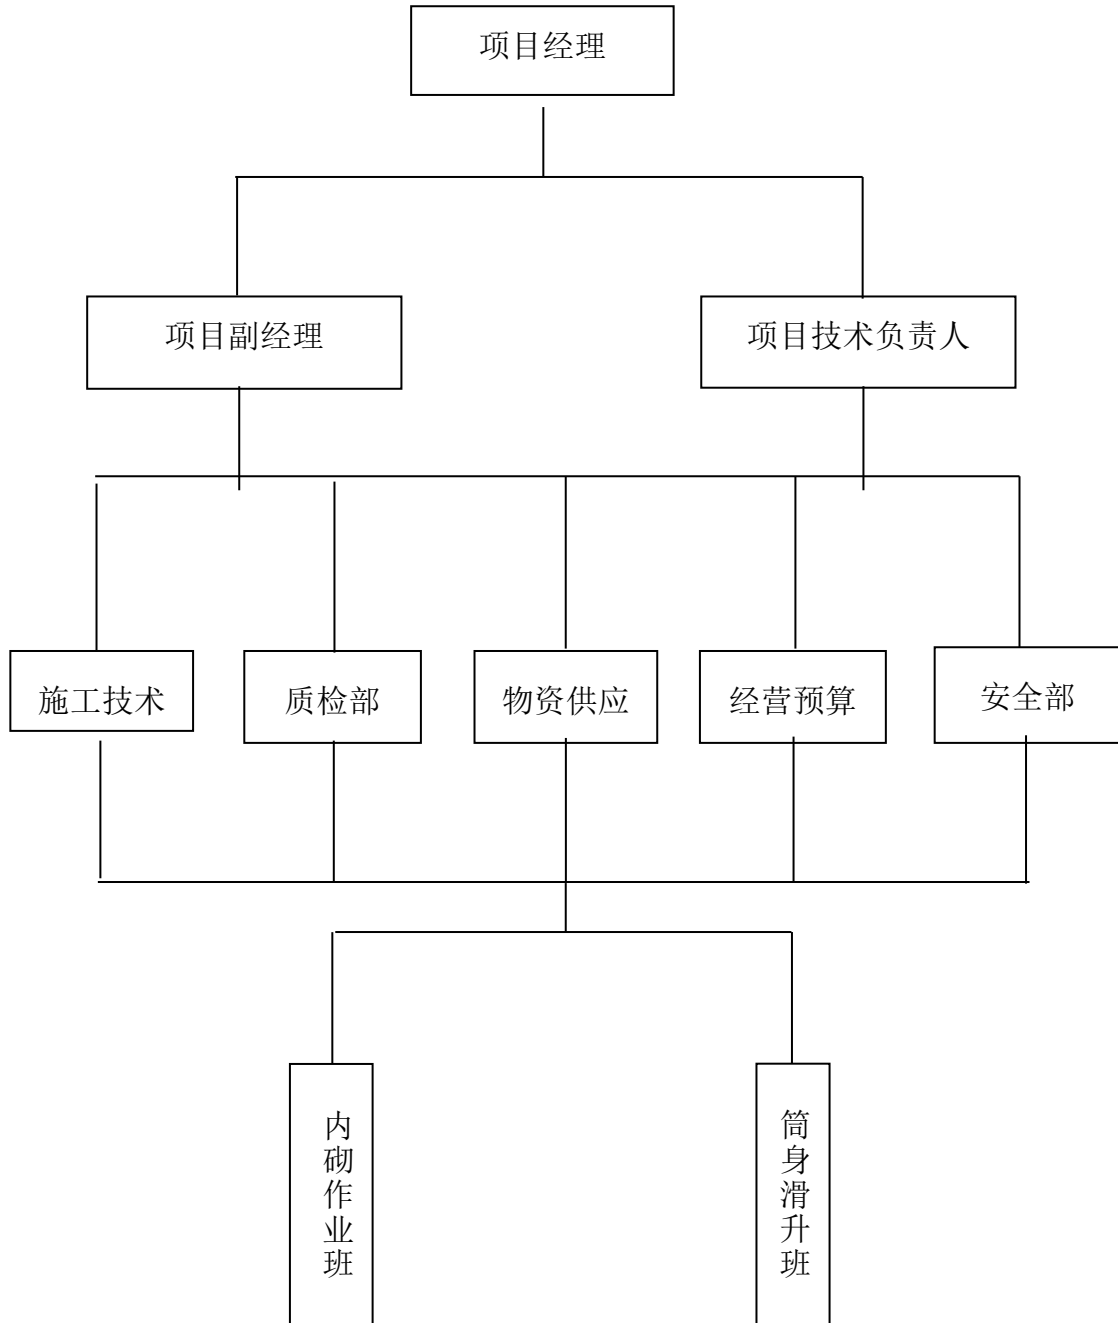 项目经理
项目副经理
项目技术负责人
施工技术
质检部
物资供应
经营预算
安全部
内砌作业班
筒身滑升班